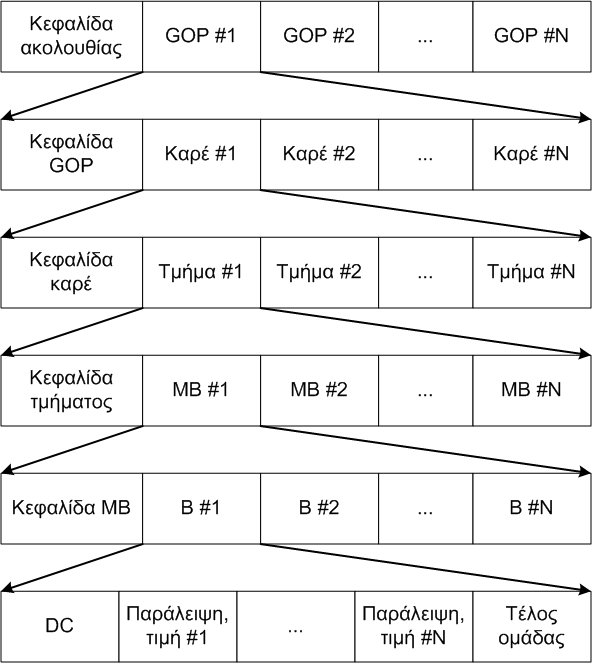 Κεφαλίδα
ακολουθίας
GOP #1
GOP #2
...
GOP #N
Κεφαλίδα
GOP
Καρέ #1
Καρέ #2
...
Καρέ #N
Κεφαλίδα
καρέ
Τμήμα #1
Τμήμα #2
...
Τμήμα #N
Κεφαλίδα
τμήματος
MB #1
MB #2
...
MB #N
Κεφαλίδα MB
B #1
B #2
...
B #N
DC
Παράλειψη,
τιμή #1
...
Παράλειψη,
τιμή #N
Τέλος
ομάδας